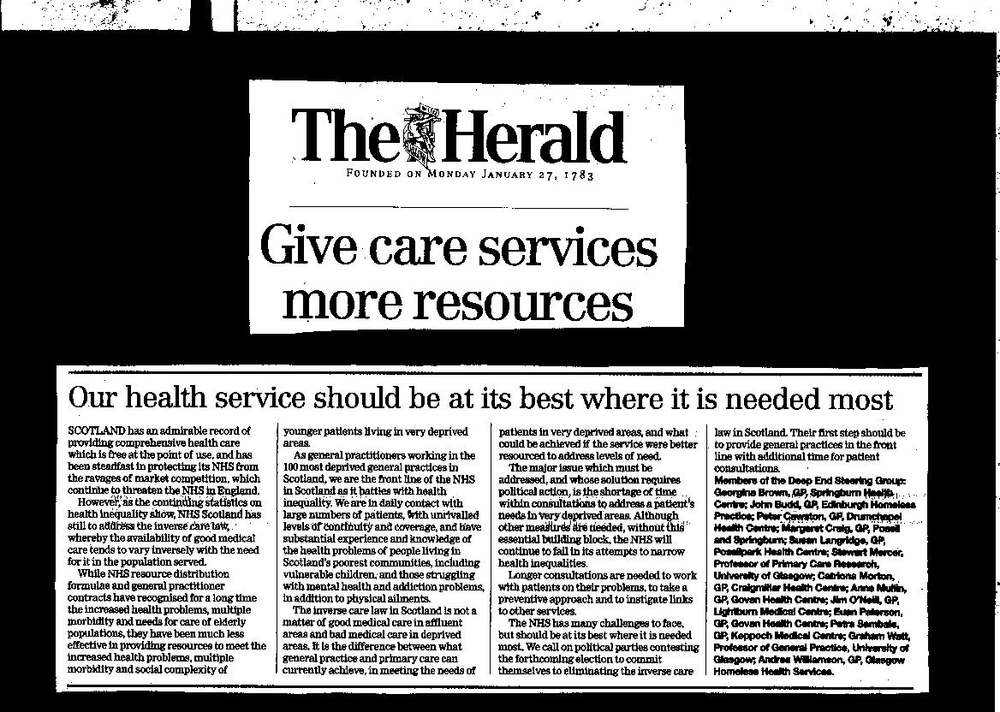 The Herald
FOUNDED ON MONDAY JANUARY 27, 1783
Give care services
more resources
Our health service should be at its best where it is needed most
SCOTLAND has an admirable record of
providing comprehensive health care
which is free at the point of use, and has
been steadfast in protecting its NHS from
the ravages of market competition, which
continue to threaten the NHS in England.
However, as the continuing statistics on
health inequality show, NHS Scotland has
still to address the inverse care law,
whereby the availability of good medical
care tends to vary inversely with the need
for it in the population served.
While NHS resource distribution
formulae and general practitioner
contracts have recognised for a long time
the increased health problems, multiple
morbidity and needs for care of elderly
populations, they have been much less
effective in providing resources to meet the
increased health problems, multiple
morbidity and social complexity of
younger patients living in very deprived
areas.
As general practitioners working in the
100 most deprived general practices in
Scotland, we are the front line of the NHS
in Scotland as it battles with health
inequality. We are in daily contact with
large numbers of patients, with unrivalled
levels of continuity and coverage, and have
substantial experience and knowledge of
the health problems of people living in
Scotland's poorest communities, including
vulnerable children, and those struggling
with mental health and addiction problems,
in addition to physical ailments.
The inverse care law in Scotland is not a
matter of good medical care in affluent
areas and bad medical care in deprived
areas. It is the difference between what
general practice and primary care can
currently achieve, in meeting the needs of
patients in very deprived areas, and what
could be achieved if the service were better
resourced to address levels of need.
The major issue which must be
addressed, and whose solution requires
political action, is the shortage of time
within consultations to address a patient's
needs in very deprived areas. Although
other measures are needed, without this
essential building block, the NHS will
continue to fail in its attempts to narrow
health inequalities.
Longer consultations are needed to work
with patients on their problems, to take a
preventive approach and to instigate links
to other services.
The NHS has many challenges to face,
but should be at its best where it is needed
most. We call on political parties contesting
the forthcoming election to commit
themselves to eliminating the inverse care
law in Scotland. Their first step should be
to provide general practices in the front
line with additional time for patient
consultations.
Members of the Deep End Steering Group:
Georgina Brown, GP, Springburn Health
Centre; John Budd, GP, Edinburgh Homeless
Practice; Peter Cawston, GP, Drumchapel
Health Centre; Margaret Craig, GP, Possil
and Springburn; Susan Langridge, GP,
Possilpark Health Centre; Stewart Mercer,
Professor of Primary Care Research,
University of Glasgow; Catriona Morton,
GP, Craigmillar Health Centre; Anne Mullin,
GP, Govan Health Centre; Jim O'Neill, GP,
Lightburn Medical Centre; Euan Paterson,
GP, Govan Health Centre; Petra Sambale,
GP, Keppoch Medical Centre; Graham Watt,
Professor of General Practice, University of
Glasgow; Andrea Williamson, GP, Glasgow
Homeless Health Services.